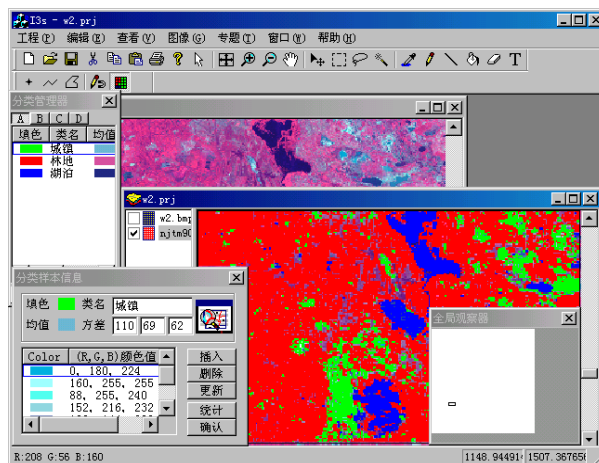 I3s - w2.prj
工程(P) 编辑(E) 查看(V) 图像(G) 专题(T) 窗口(W) 帮助(H)
分类管理器
A B C D
填色 类名 均值
城镇
林地
湖泊
w2.prj
w2.bmp
njtm90
分类样本信息
填色 类名 城镇
均值 方差 110 69 62
Color (R,G,B)颜色值
0, 180, 224
160, 255, 255
88, 255, 240
152, 216, 232
插入
删除
更新
统计
确认
全局观察器
R:208 G:56 B:160
1148.94491 1507.367656